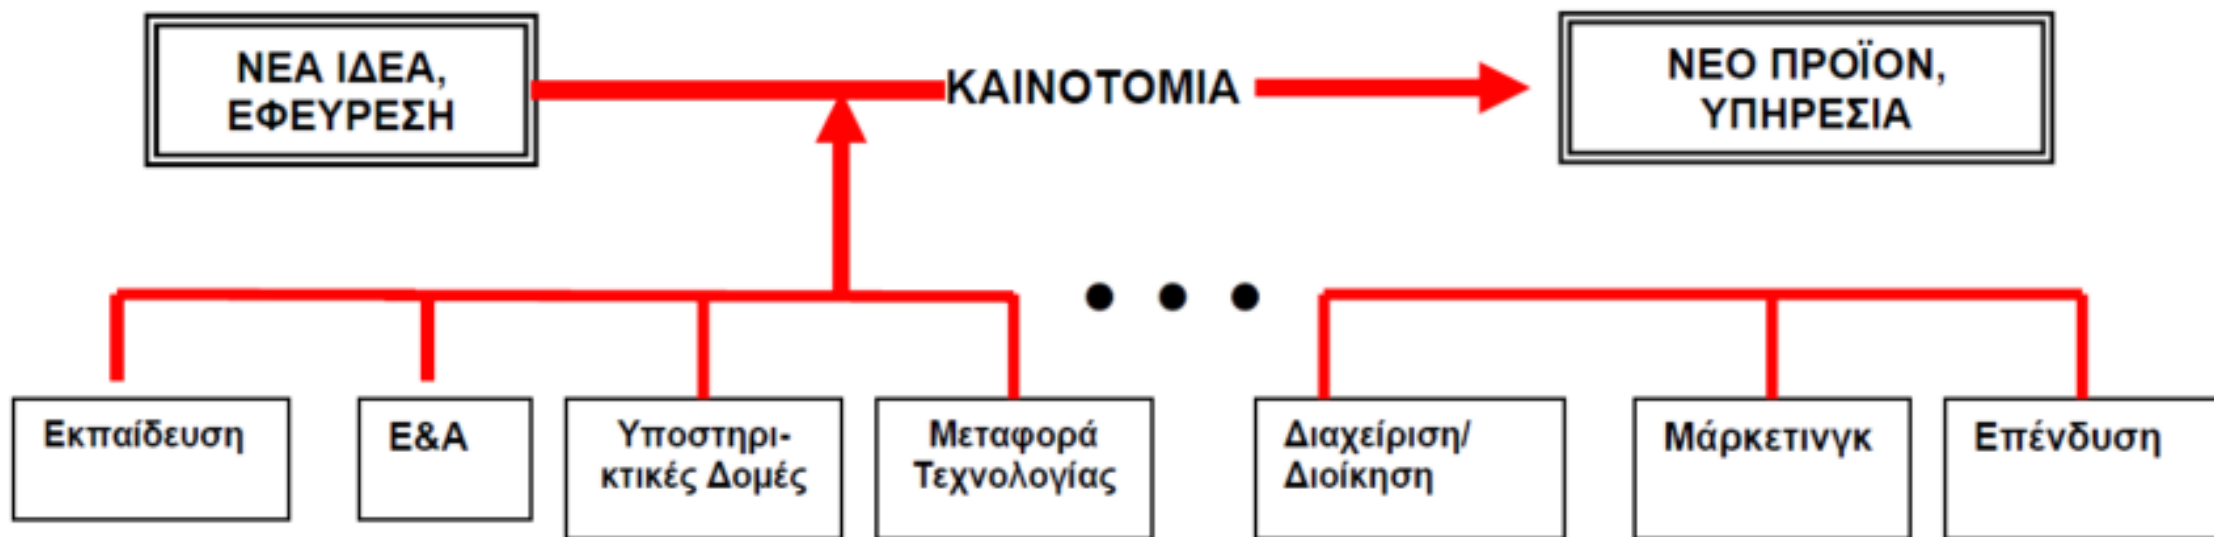 ΝΕΑ ΙΔΕΑ,
ΕΦΕΥΡΕΣΗ
ΚΑΙΝΟΤΟΜΙΑ
ΝΕΟ ΠΡΟΪΟΝ,
ΥΠΗΡΕΣΙΑ
Εκπαίδευση
Ε&Α
Υποστηρι-
κτικές Δομές
Μεταφορά
Τεχνολογίας
Διαχείριση/
Διοίκηση
Μάρκετινγκ
Επένδυση